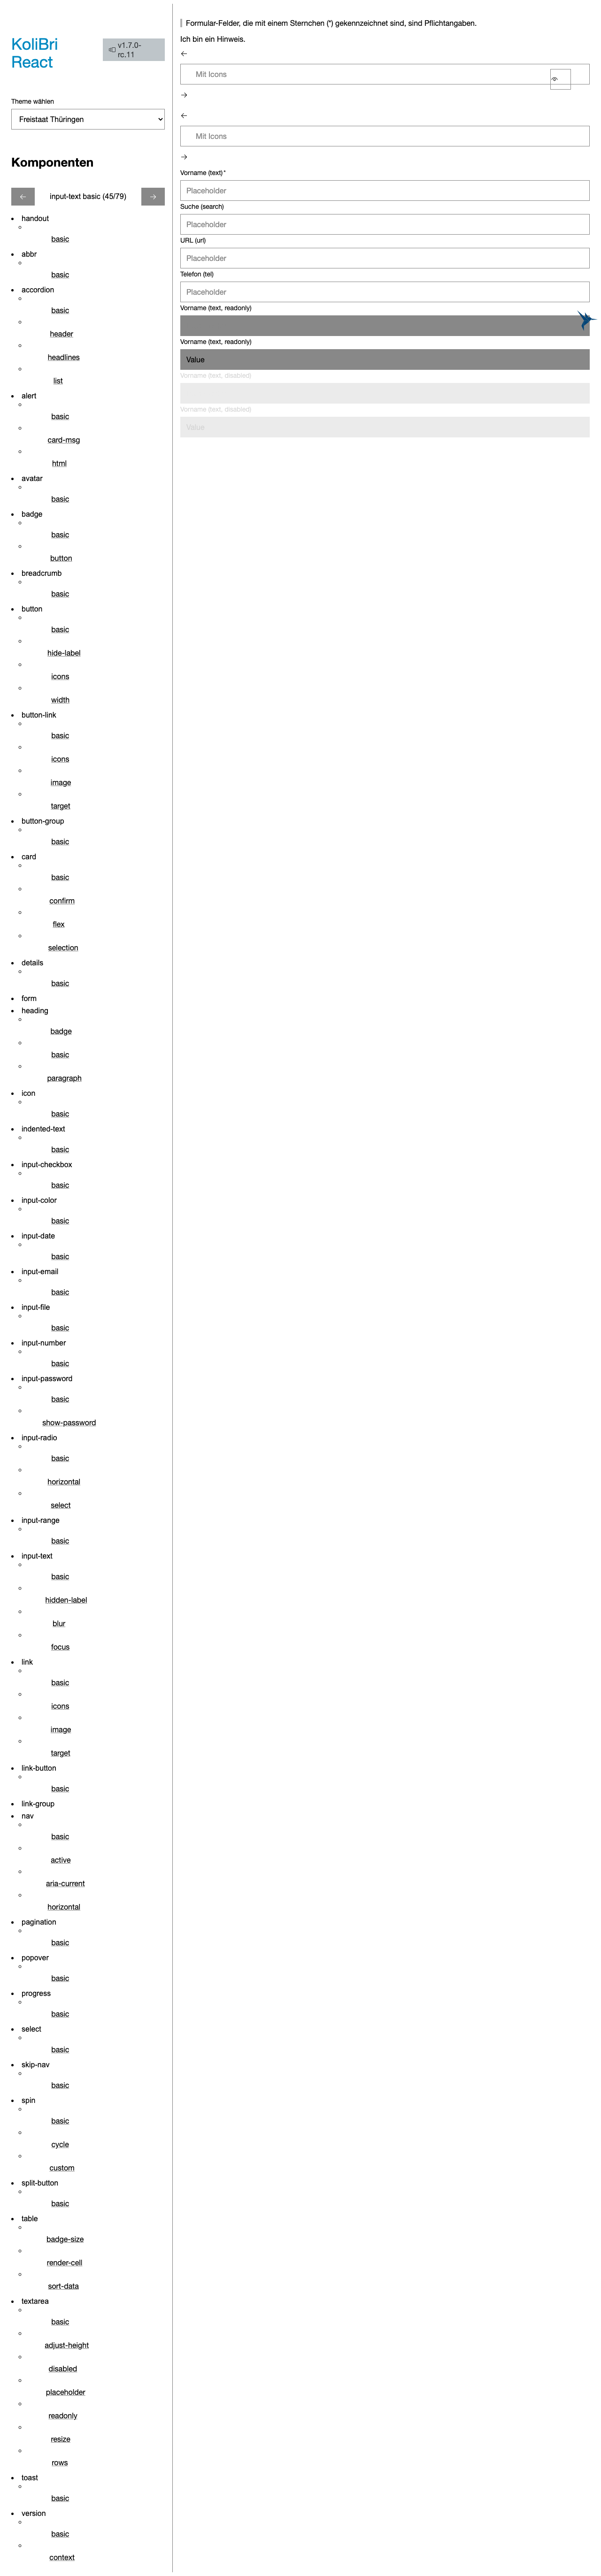 KoliBri
React
v1.7.0-
rc.11
Theme wählen
Freistaat Thüringen
Komponenten
input-text basic (45/79)
handout
basic
abbr
basic
accordion
basic
header
headlines
list
alert
basic
card-msg
html
avatar
basic
badge
basic
button
breadcrumb
basic
button
basic
hide-label
icons
width
button-link
basic
icons
image
target
button-group
basic
card
basic
confirm
flex
selection
details
basic
form
heading
badge
basic
paragraph
icon
basic
indented-text
basic
input-checkbox
basic
input-color
basic
input-date
basic
input-email
basic
input-file
basic
input-number
basic
input-password
basic
show-password
input-radio
basic
horizontal
select
input-range
basic
input-text
basic
hidden-label
blur
focus
link
basic
icons
image
target
link-button
basic
link-group
nav
basic
active
aria-current
horizontal
pagination
basic
popover
basic
progress
basic
select
basic
skip-nav
basic
spin
basic
cycle
custom
split-button
basic
table
badge-size
render-cell
sort-data
textarea
basic
adjust-height
disabled
placeholder
readonly
resize
rows
toast
basic
version
basic
context
Formular-Felder, die mit einem Sternchen (*) gekennzeichnet sind, sind Pflichtangaben.
Ich bin ein Hinweis.
Mit Icons
Mit Icons
Vorname (text)*
Placeholder
Suche (search)
Placeholder
URL (url)
Placeholder
Telefon (tel)
Placeholder
Vorname (text, readonly)
Vorname (text, readonly)
Value
Vorname (text, disabled)
Vorname (text, disabled)
Value